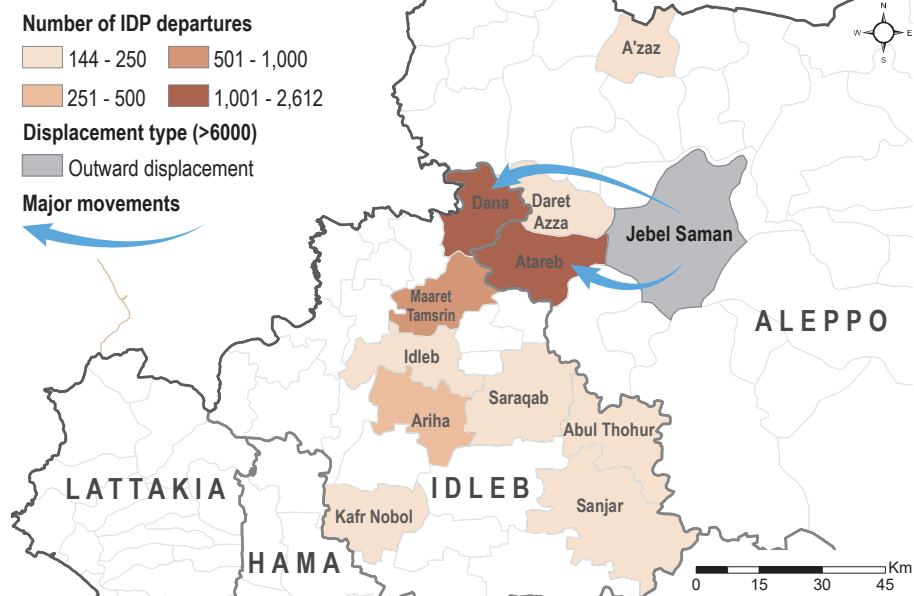 Number of IDP departures
144 - 250
501 - 1,000
251 - 500
1,001 - 2,612
Displacement type (>6000)
Outward displacement
Major movements
N
W
E
S
A'zaz
Dana
Daret
Azza
Jebel Saman
Atareb
Maaret
Tamsrin
ALEPPO
Idleb
Saraqab
Ariha
Abul Thohur
LATTAKIA
IDLEB
Sanjar
Kafr Nobol
HAMA
Km
0 15 30 45